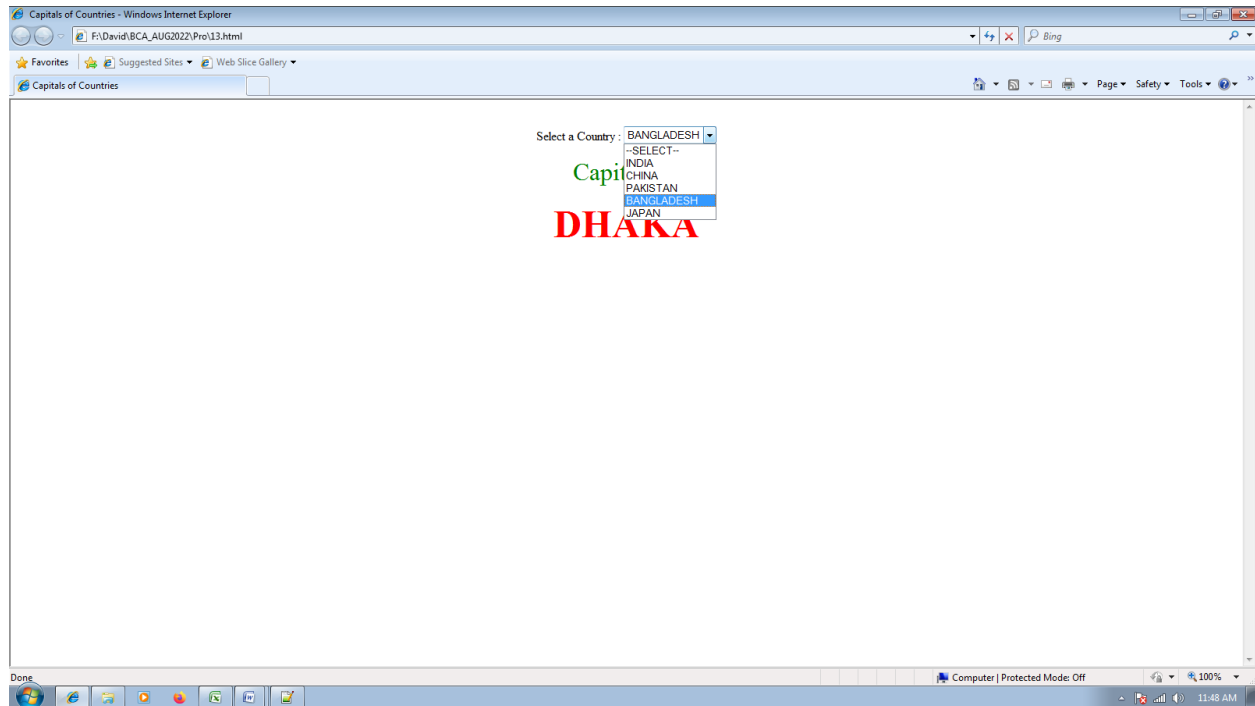 Capitals of Countries - Windows Internet Explorer
F:\David\BCA_AUG2022\Pro\13.html
Bing
Favorites Suggested Sites Web Slice Gallery
Capitals of Countries
Page Safety Tools
Select a Country : BANGLADESH
--SELECT--
INDIA
CHINA
PAKISTAN
BANGLADESH
JAPAN
Capit
DHAKA
Done
Computer | Protected Mode: Off
100%
11:48 AM